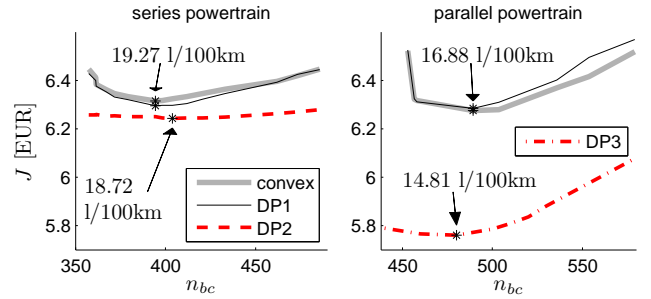 series powertrain
parallel powertrain
J [EUR]
6.4
6.2
6
5.8
19.27 l/100km
18.72
l/100km
convex
DP1
DP2
350
400
450
n_bc
16.88 l/100km
DP3
14.81 l/100km
450
500
550
n_bc